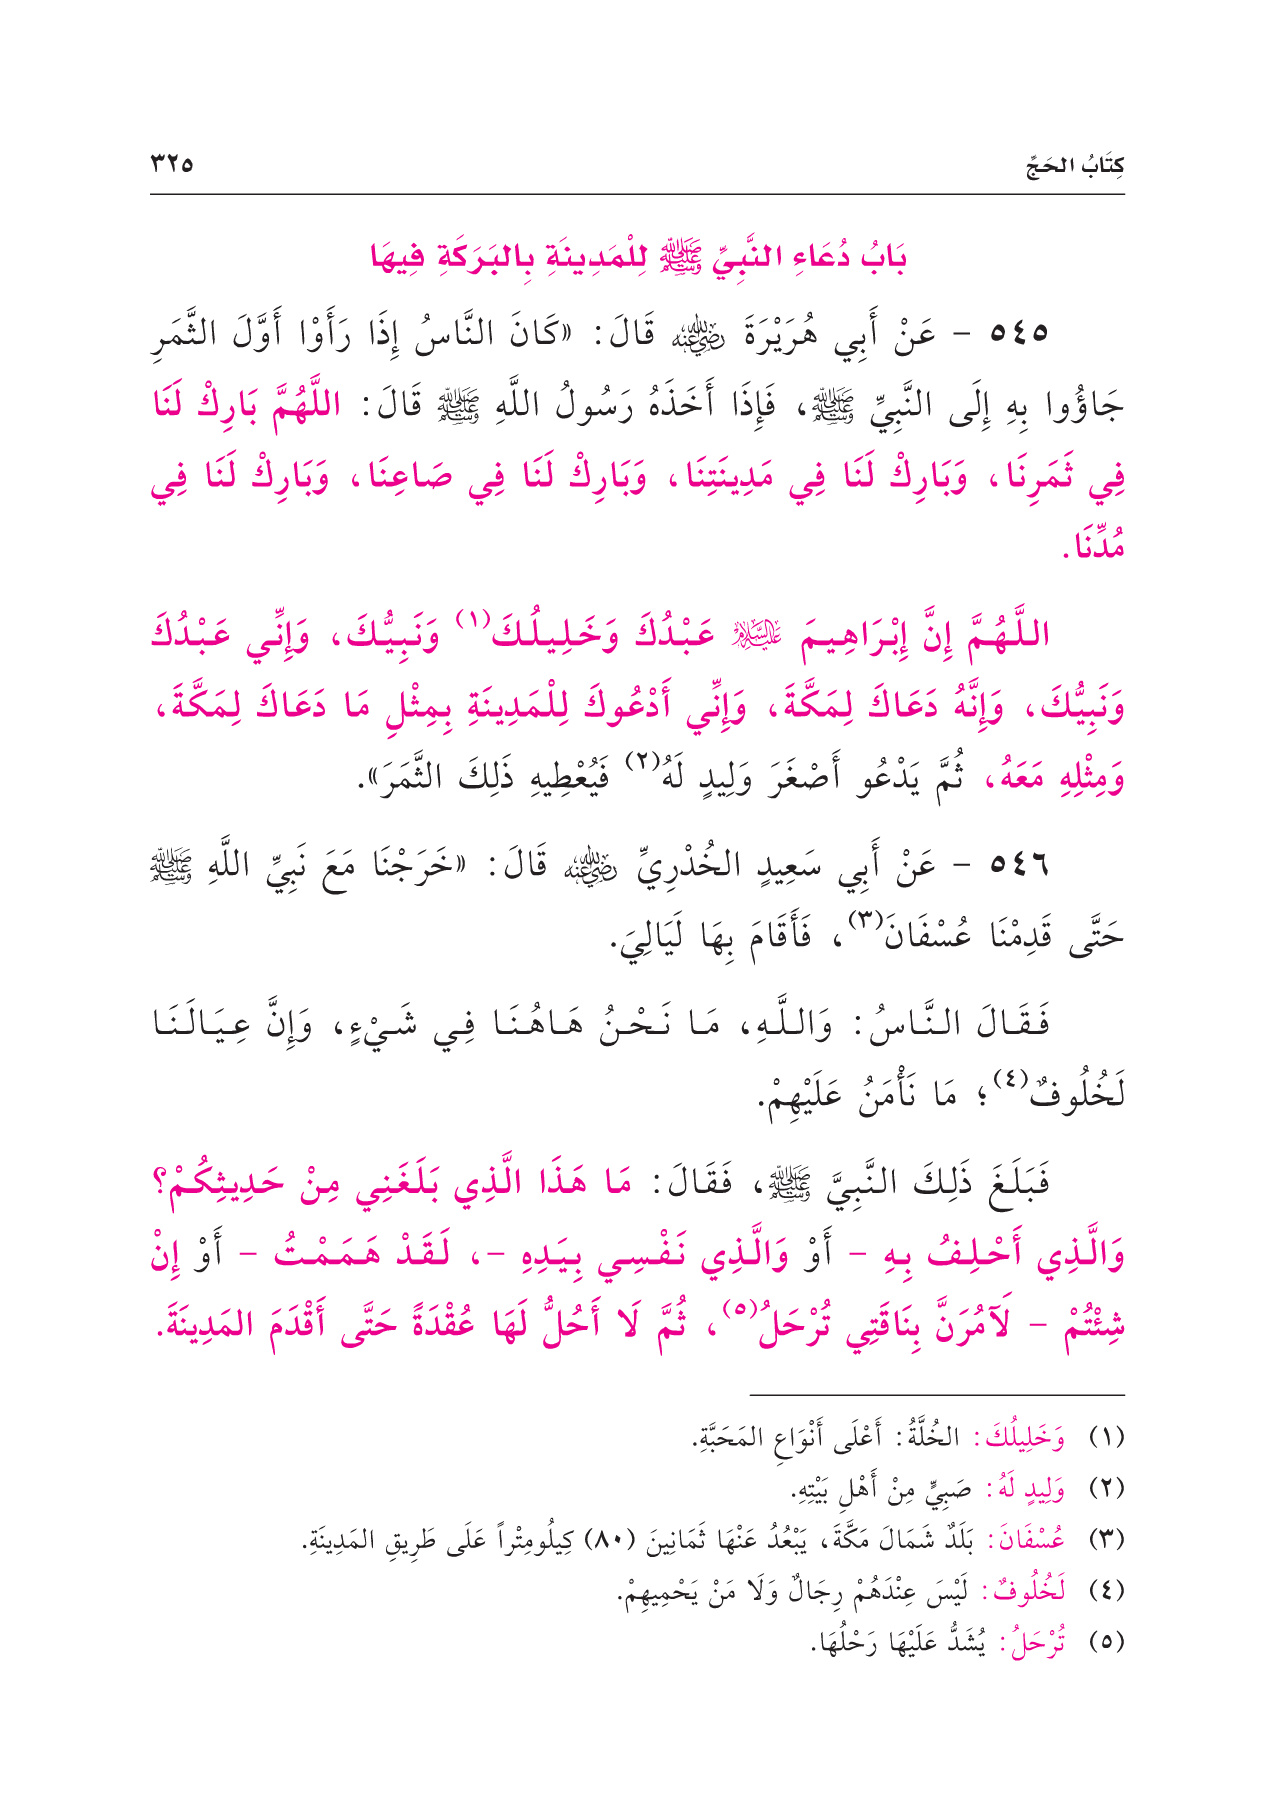 كِتَابُ الحَجِّ ٣٢٥
بَابُ دُعَاءِ النَّبِيِّ ﷺ لِلْمَدِينَةِ بِالبَرَكَةِ فِيهَا
٥٤٥ - عَنْ أَبِي هُرَيْرَةَ رضي الله عنه قَالَ: «كَانَ النَّاسُ إِذَا رَأَوْا أَوَّلَ الثَّمَرِ
جَاؤُوا بِهِ إِلَى النَّبِيِّ ﷺ، فَإِذَا أَخَذَهُ رَسُولُ اللَّهِ ﷺ قَالَ: اللَّهُمَّ بَارِكْ لَنَا
فِي ثَمَرِنَا، وَبَارِكْ لَنَا فِي مَدِينَتِنَا، وَبَارِكْ لَنَا فِي صَاعِنَا، وَبَارِكْ لَنَا فِي
مُدِّنَا.
اللَّهُمَّ إِنَّ إِبْرَاهِيمَ عليه السلام عَبْدُكَ وَخَلِيلُكَ(١) وَنَبِيُّكَ، وَإِنِّي عَبْدُكَ
وَنَبِيُّكَ، وَإِنَّهُ دَعَاكَ لِمَكَّةَ، وَإِنِّي أَدْعُوكَ لِلْمَدِينَةِ بِمِثْلِ مَا دَعَاكَ لِمَكَّةَ،
وَمِثْلِهِ مَعَهُ، ثُمَّ يَدْعُو أَصْغَرَ وَلِيدٍ لَهُ(٢) فَيُعْطِيهِ ذَلِكَ الثَّمَرَ».
٥٤٦ - عَنْ أَبِي سَعِيدٍ الخُدْرِيِّ رضي الله عنه قَالَ: «خَرَجْنَا مَعَ نَبِيِّ اللَّهِ ﷺ
حَتَّى قَدِمْنَا عُسْفَانَ(٣)، فَأَقَامَ بِهَا لَيَالِيَ.
فَقَالَ النَّاسُ: وَاللَّهِ، مَا نَحْنُ هَاهُنَا فِي شَيْءٍ، وَإِنَّ عِيَالَنَا
لَخُلُوفٌ(٤)؛ مَا نَأْمَنُ عَلَيْهِمْ.
فَبَلَغَ ذَلِكَ النَّبِيَّ ﷺ، فَقَالَ: مَا هَذَا الَّذِي بَلَغَنِي مِنْ حَدِيثِكُمْ؟
وَالَّذِي أَحْلِفُ بِهِ - أَوْ وَالَّذِي نَفْسِي بِيَدِهِ -، لَقَدْ هَمَمْتُ - أَوْ إِنْ
شِئْتُمْ - لَآمُرَنَّ بِنَاقَتِي تُرْحَلُ(٥)، ثُمَّ لَا أَحُلُّ لَهَا عُقْدَةً حَتَّى أَقْدَمَ المَدِينَةَ.
(١) وَخَلِيلُكَ: الخُلَّةُ: أَعْلَى أَنْوَاعِ المَحَبَّةِ.
(٢) وَلِيدٍ لَهُ: صَبِيٍّ مِنْ أَهْلِ بَيْتِهِ.
(٣) عُسْفَانَ: بَلَدٌ شَمَالَ مَكَّةَ، يَبْعُدُ عَنْهَا ثَمَانِينَ (٨٠) كِيلُومِتْراً عَلَى طَرِيقِ المَدِينَةِ.
(٤) لَخُلُوفٌ: لَيْسَ عِنْدَهُمْ رِجَالٌ وَلَا مَنْ يَحْمِيهِمْ.
(٥) تُرْحَلُ: يُشَدُّ عَلَيْهَا رَحْلُهَا.